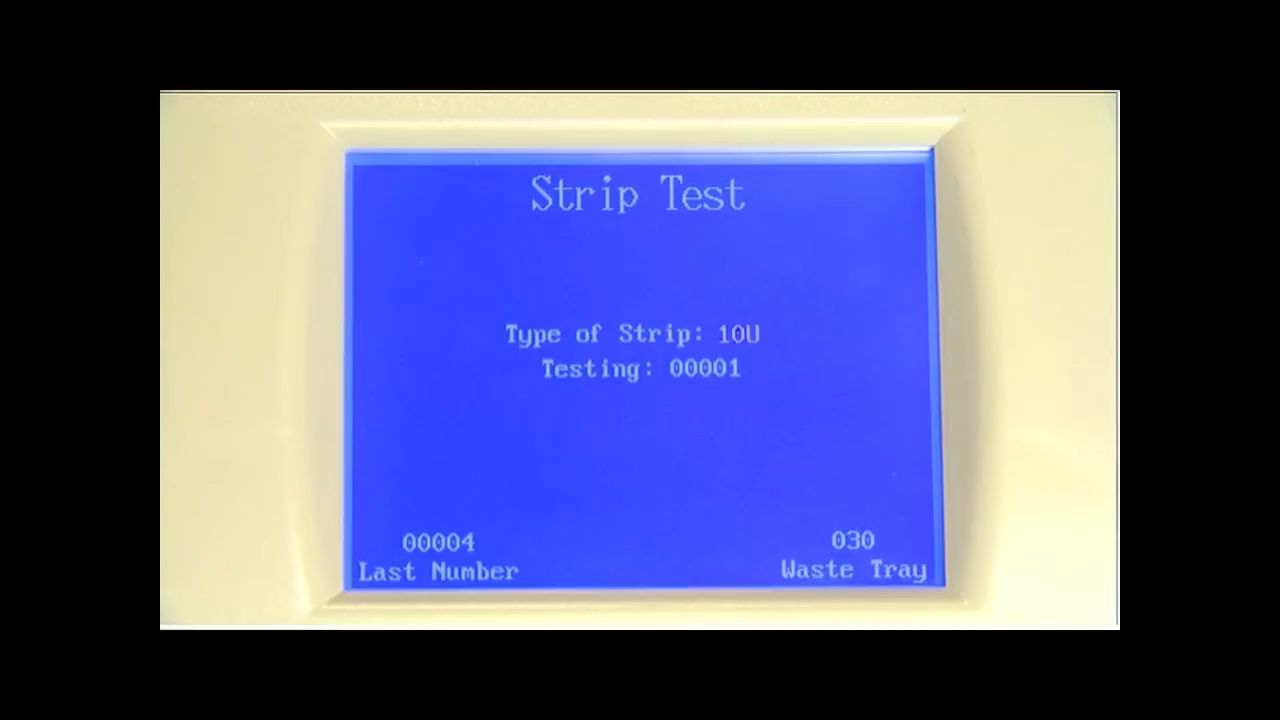 Strip Test
Type of Strip: 10U
Testing: 00001
00004
030
Last Number
Waste Tray